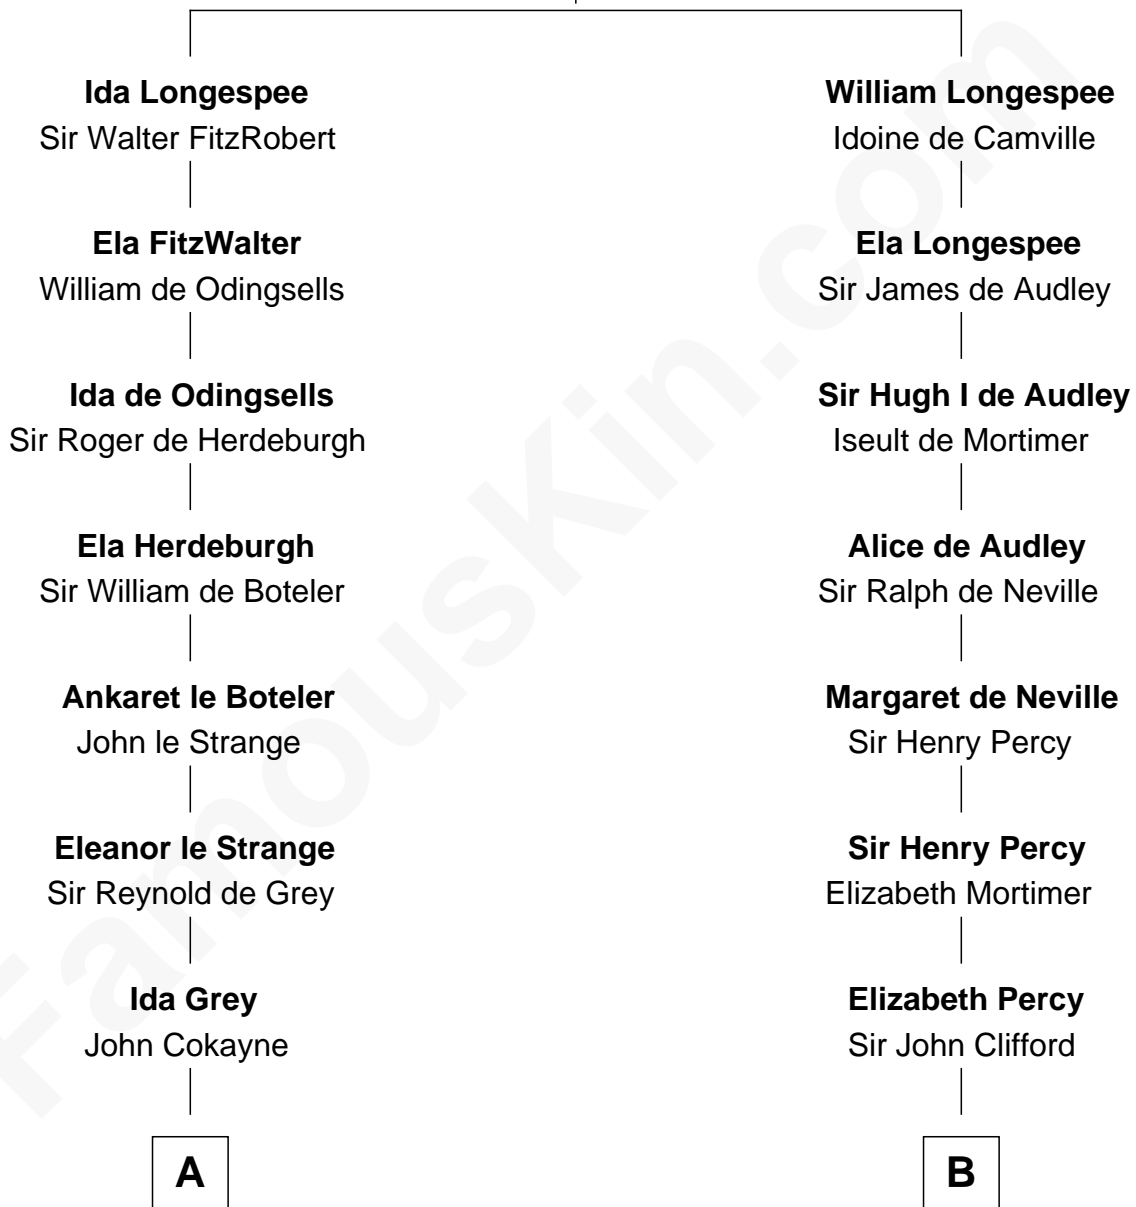 Ida Longespee
Sir Walter FitzRobert
Ela FitzWalter
William de Odingsells
Ida de Odingsells
Sir Roger de Herdeburgh
Ela Herdeburgh
Sir William de Boteler
Ankaret le Boteler
John le Strange
Eleanor le Strange
Sir Reynold de Grey
Ida Grey
John Cokayne
A
William Longespee
Idoine de Camville
Ela Longespee
Sir James de Audley
Sir Hugh I de Audley
Iseult de Mortimer
Alice de Audley
Sir Ralph de Neville
Margaret de Neville
Sir Henry Percy
Sir Henry Percy
Elizabeth Mortimer
Elizabeth Percy
Sir John Clifford
B
FamousKin.com